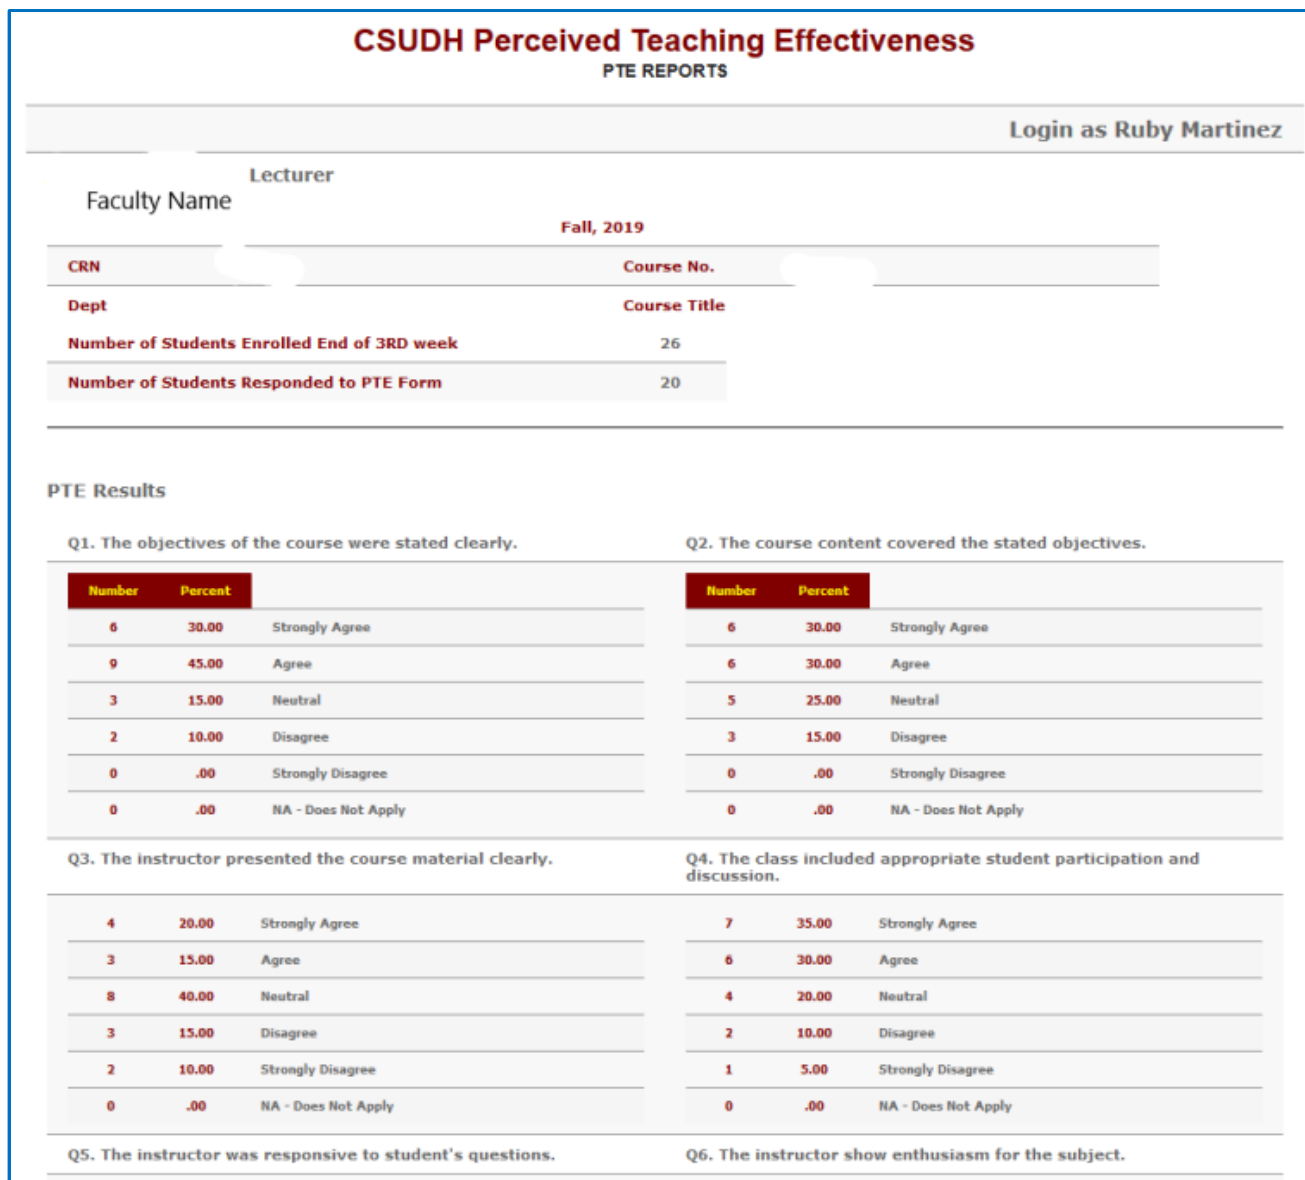 CSUDH Perceived Teaching Effectiveness
PTE REPORTS
Login as Ruby Martinez
Lecturer
Faculty Name
Fall, 2019
CRN Course No.
Dept Course Title
Number of Students Enrolled End of 3RD week 26
Number of Students Responded to PTE Form 20
PTE Results
Q1. The objectives of the course were stated clearly.
Number Percent
6 30.00 Strongly Agree
9 45.00 Agree
3 15.00 Neutral
2 10.00 Disagree
0 .00 Strongly Disagree
0 .00 NA - Does Not Apply
Q2. The course content covered the stated objectives.
Number Percent
6 30.00 Strongly Agree
6 30.00 Agree
5 25.00 Neutral
3 15.00 Disagree
0 .00 Strongly Disagree
0 .00 NA - Does Not Apply
Q3. The instructor presented the course material clearly.
4 20.00 Strongly Agree
3 15.00 Agree
8 40.00 Neutral
3 15.00 Disagree
2 10.00 Strongly Disagree
0 .00 NA - Does Not Apply
Q4. The class included appropriate student participation and
discussion.
7 35.00 Strongly Agree
6 30.00 Agree
4 20.00 Neutral
2 10.00 Disagree
1 5.00 Strongly Disagree
0 .00 NA - Does Not Apply
Q5. The instructor was responsive to student's questions.
Q6. The instructor show enthusiasm for the subject.